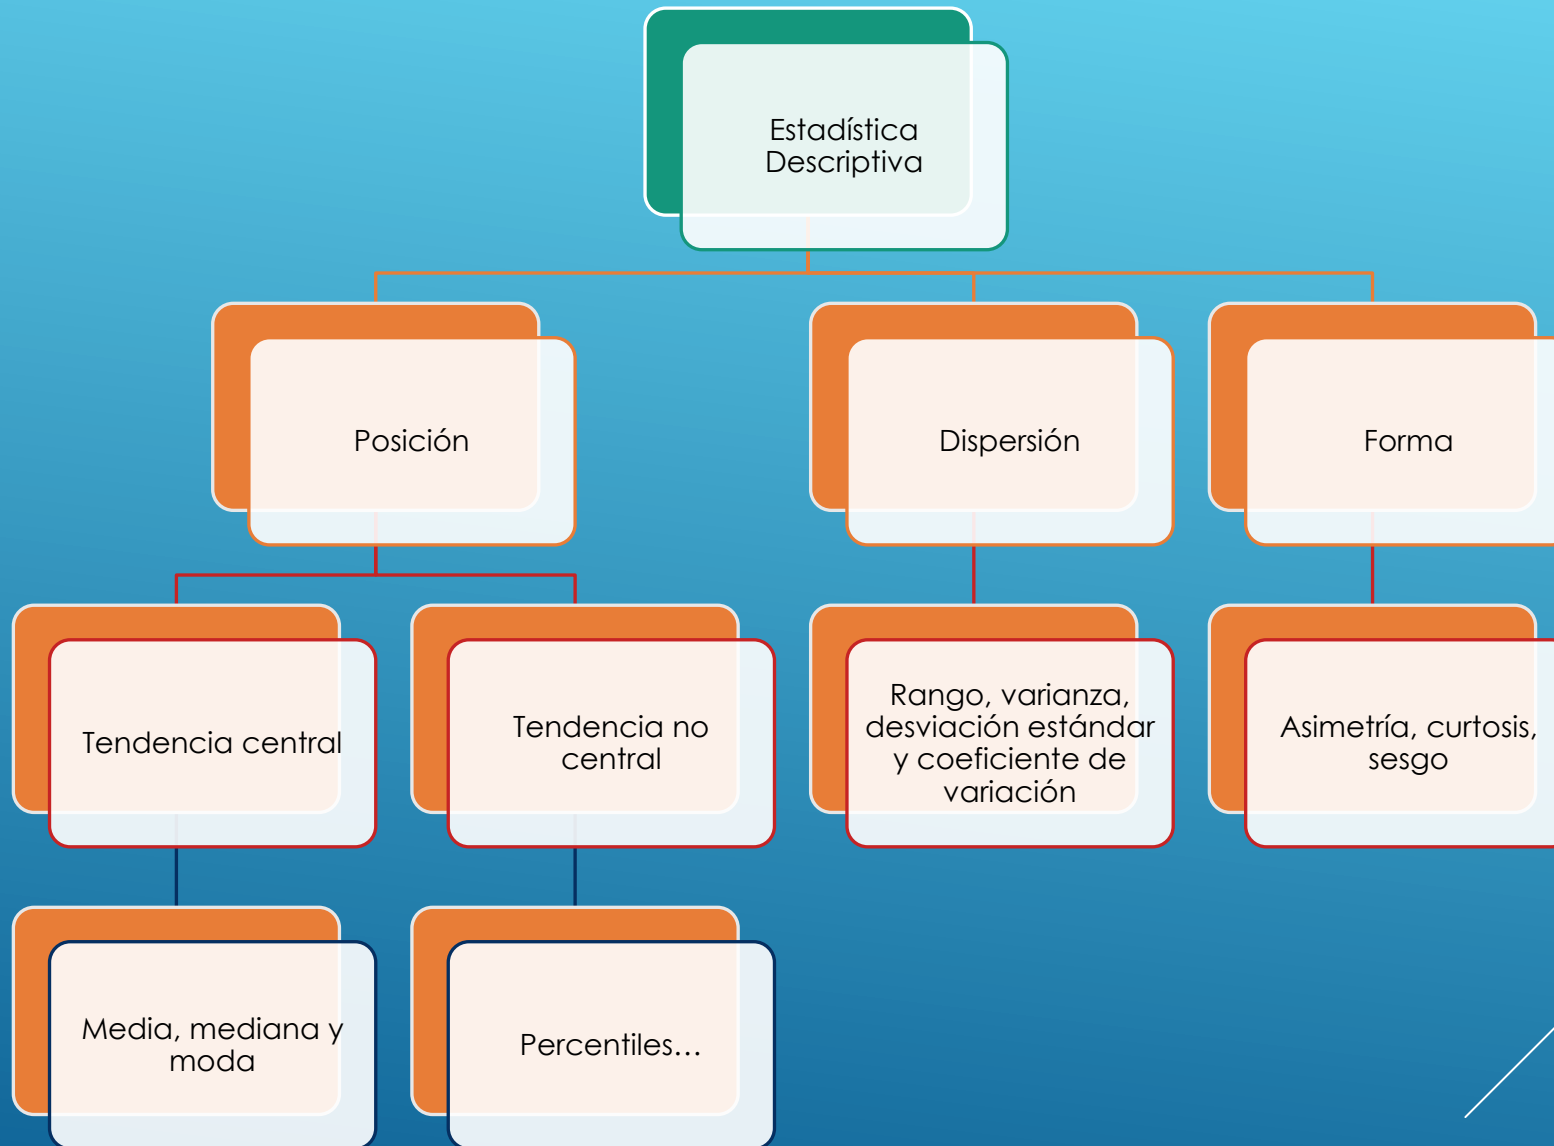 Estadística
Descriptiva
Posición
Dispersión
Forma
Tendencia central
Tendencia no
central
Rango, varianza,
desviación estándar
y coeficiente de
variación
Asimetría, curtosis,
sesgo
Media, mediana y
moda
Percentiles...